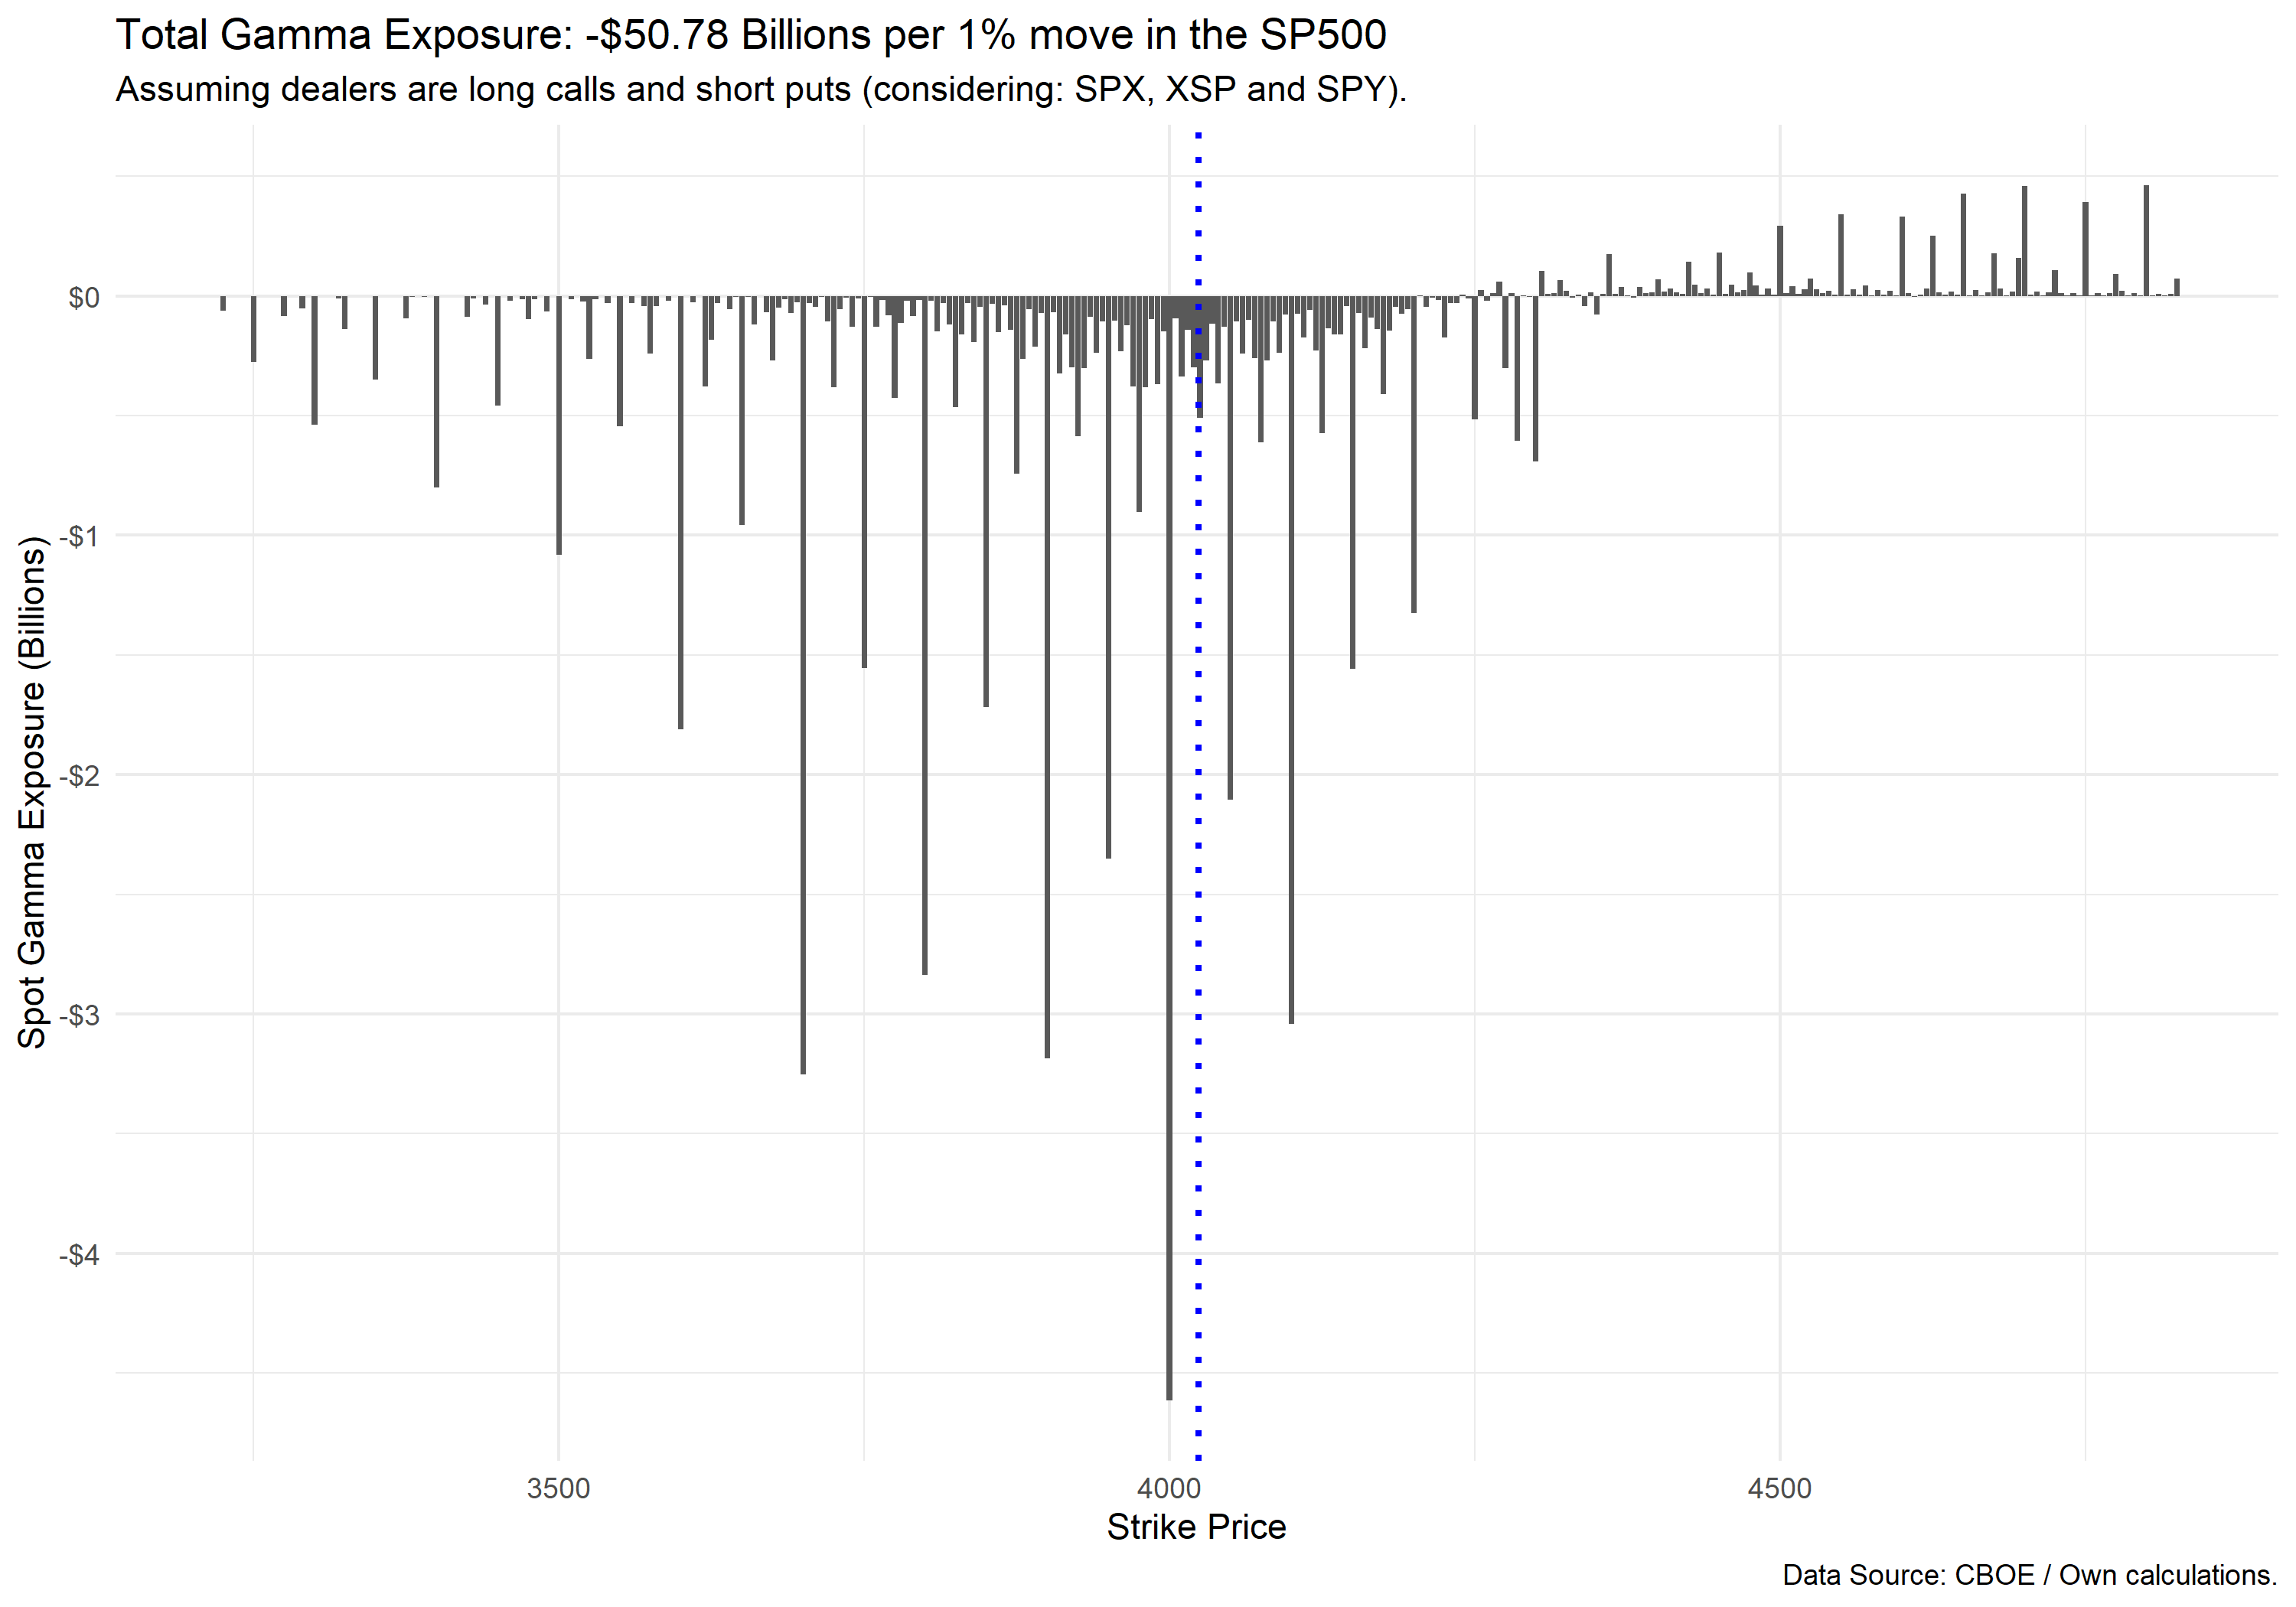 Total Gamma Exposure: -$50.78 Billions per 1% move in the SP500
Assuming dealers are long calls and short puts (considering: SPX, XSP and SPY).
Spot Gamma Exposure (Billions)
$0
-$1
-$2
-$3
-$4
3500
4000
4500
Strike Price
Data Source: CBOE / Own calculations.